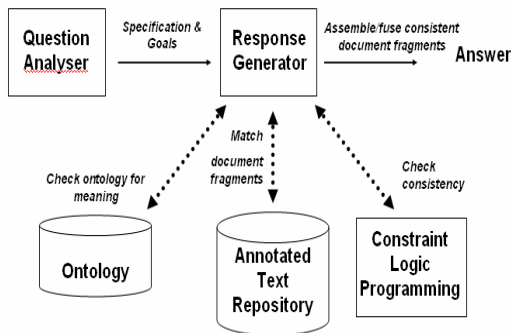 Question
Analyser
Specification &
Goals
Response
Generator
Assemble/fuse consistent
document fragments
Answer
Check ontology for
meaning
Match
document
fragments
Check
consistency
Ontology
Annotated
Text
Repository
Constraint
Logic
Programming